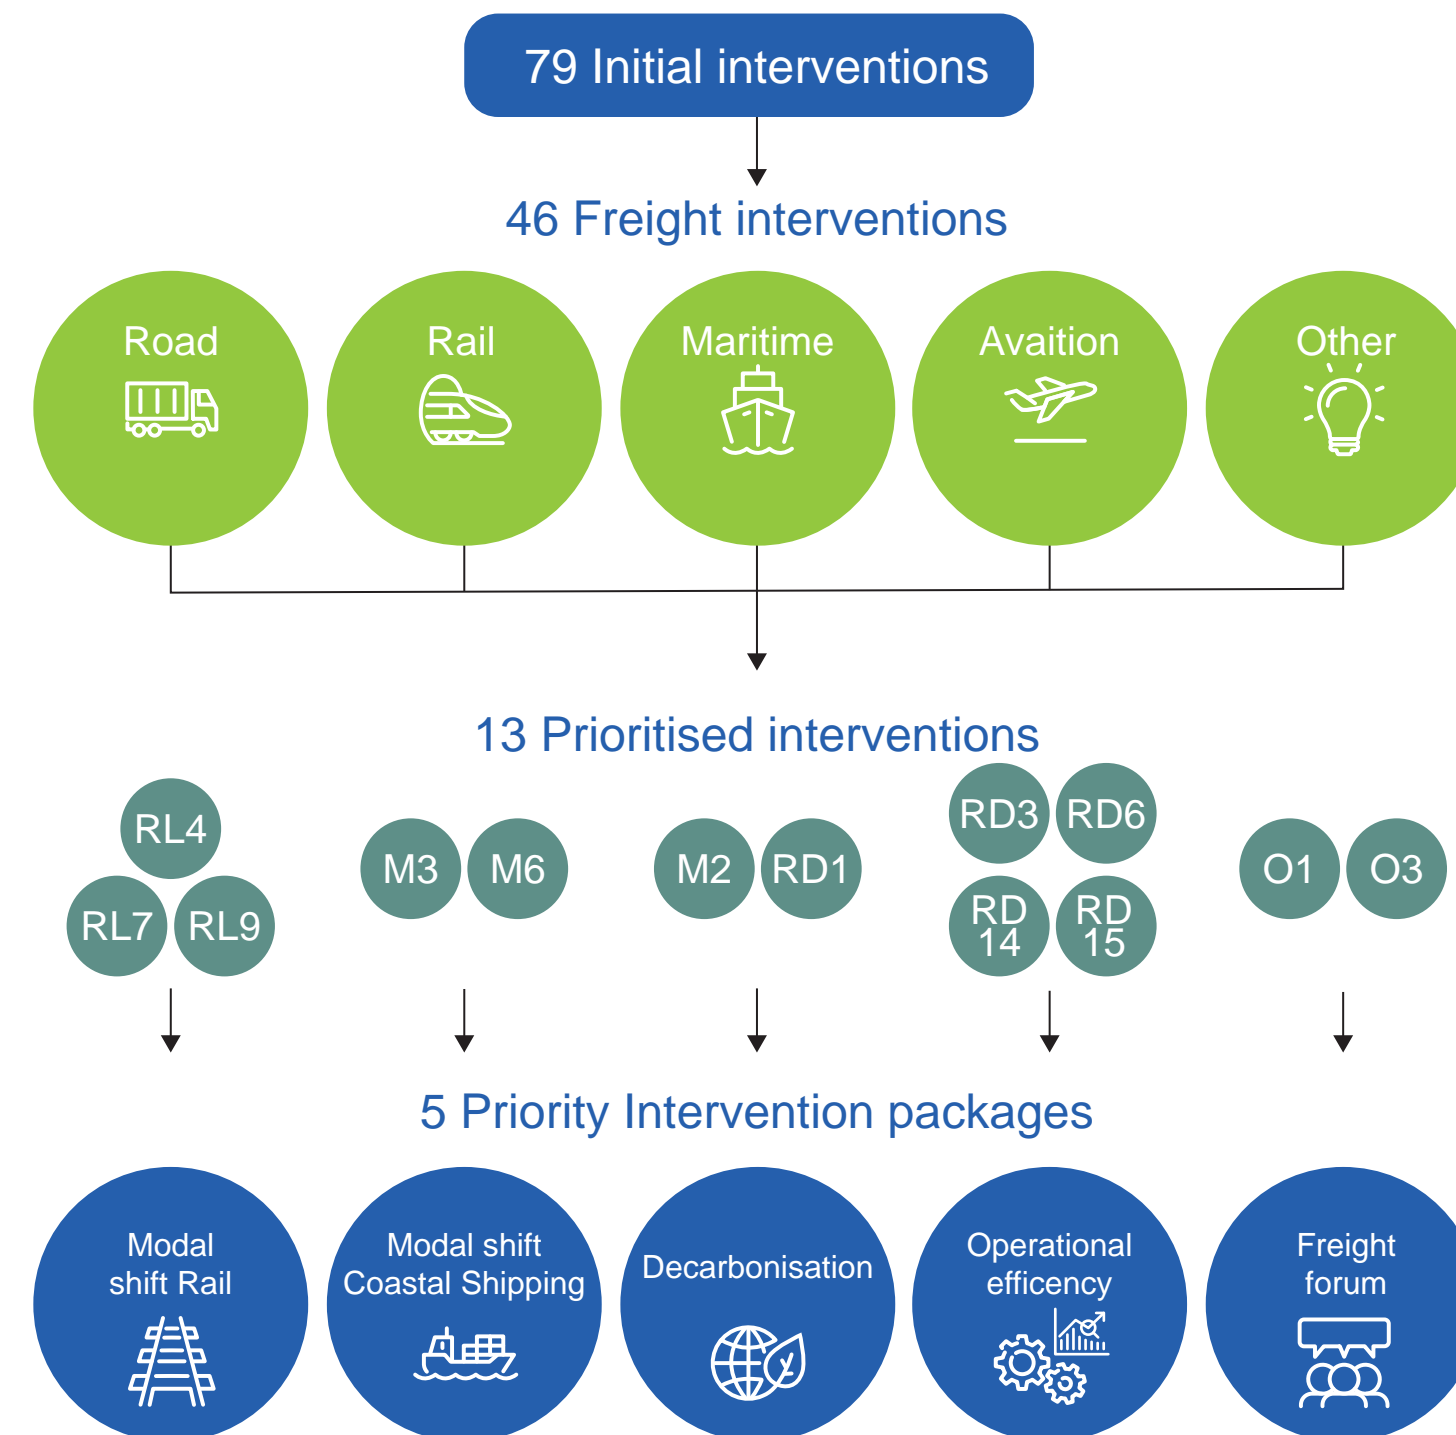 79 Initial interventions
46 Freight interventions
Road
Rail
Maritime
Avaition
Other
13 Prioritised interventions
RL4
RL7
RL9
M3
M6
M2
RD1
RD3
RD6
RD
14
RD
15
O1
O3
5 Priority Intervention packages
Modal
shift Rail
Modal shift
Coastal Shipping
Decarbonisation
Operational
efficency
Freight
forum